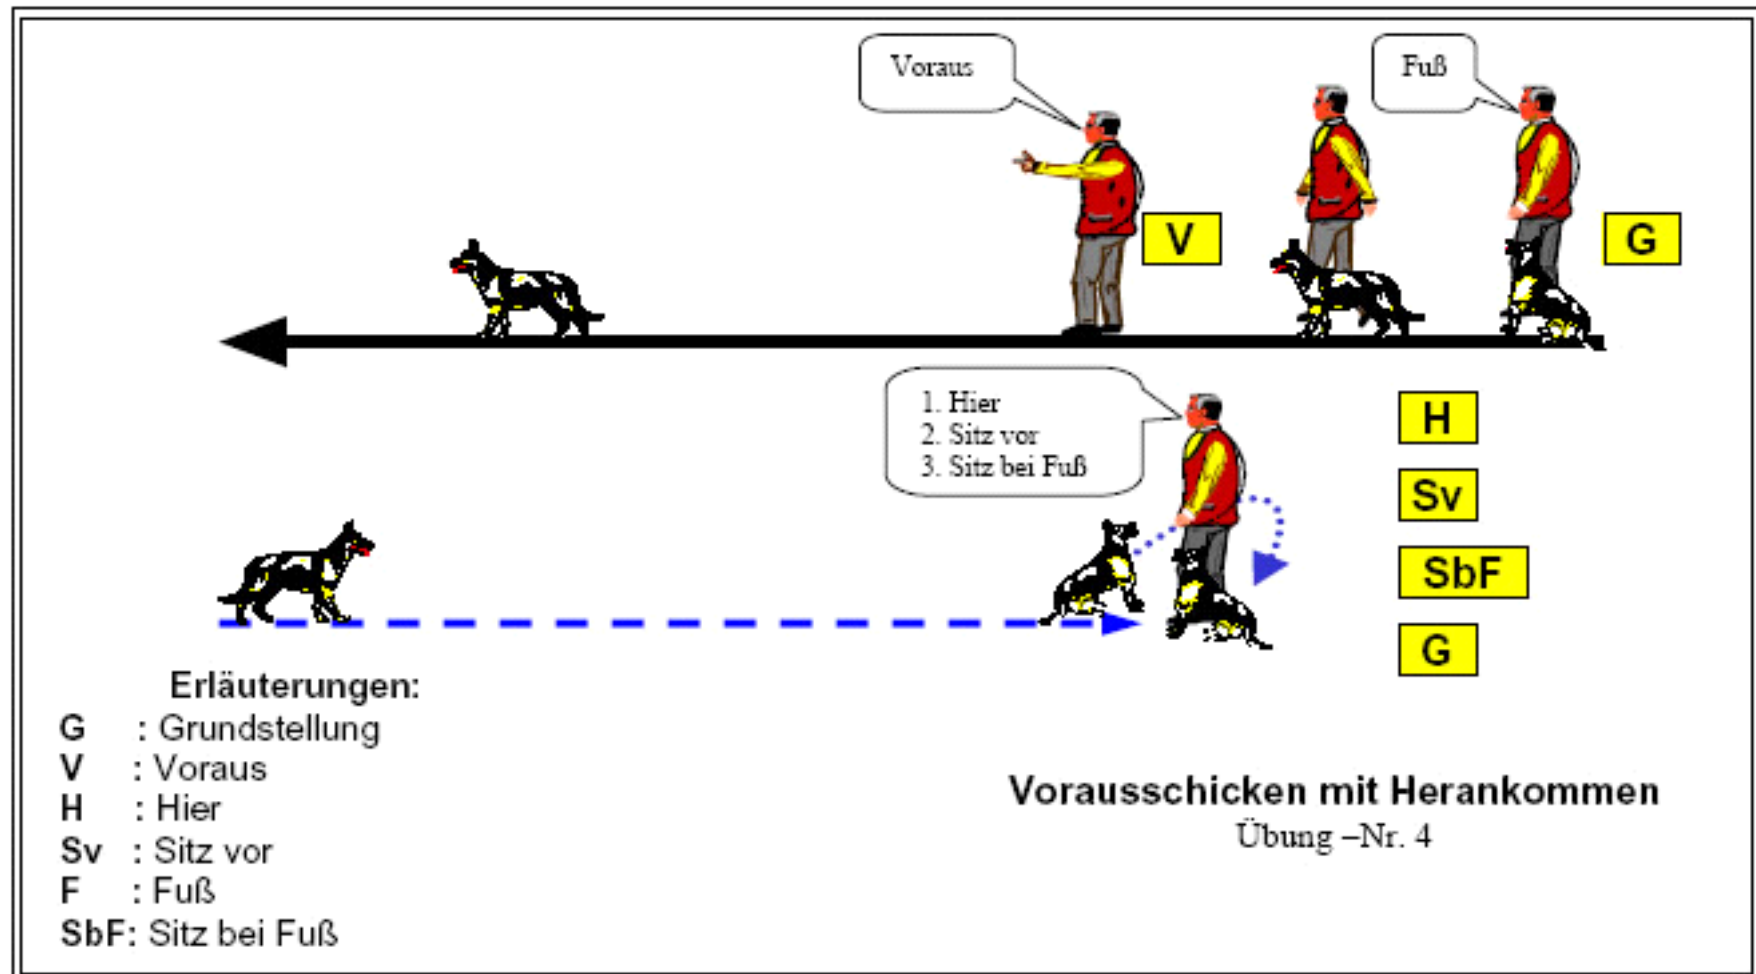 Voraus
Fuß
V
G
1. Hier
2. Sitz vor
3. Sitz bei Fuß
H
Sv
SbF
G
Erläuterungen:
G : Grundstellung
V : Voraus
H : Hier
Sv : Sitz vor
F : Fuß
SbF: Sitz bei Fuß
Vorausschicken mit Herankommen
Übung –Nr. 4